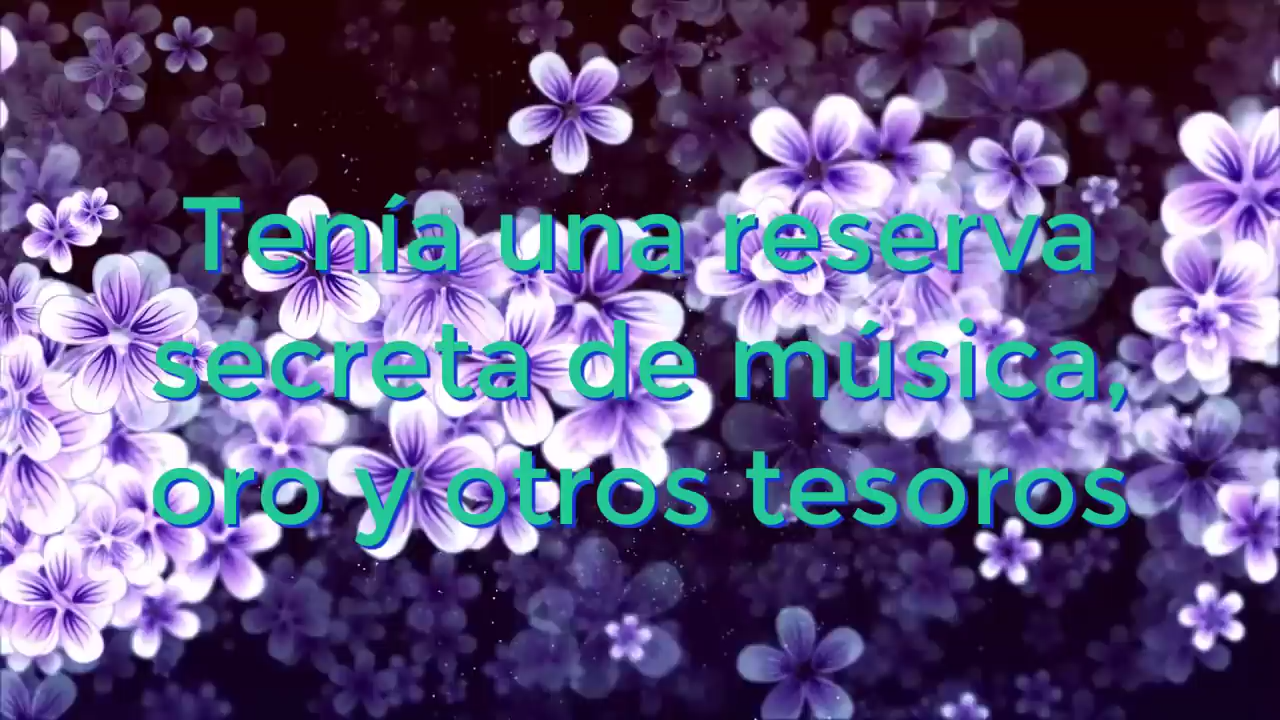 Tenía una reserva
secreta de música,
oro y otros tesoros